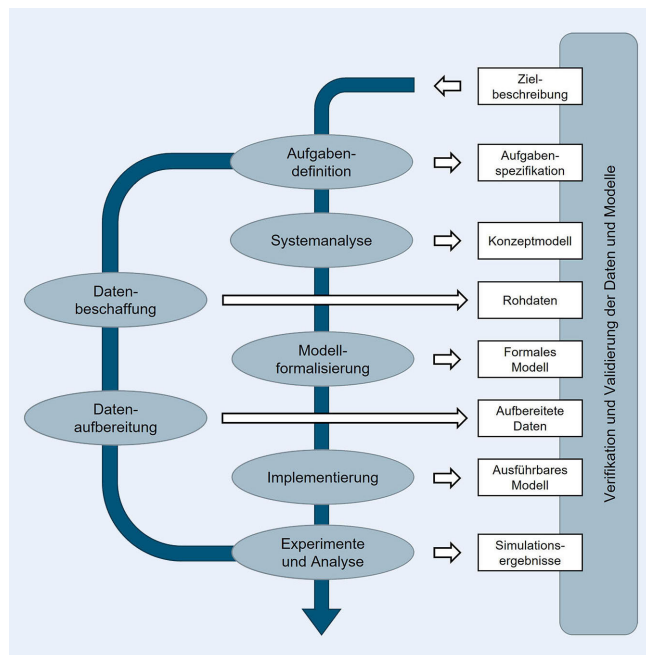 Ziel-
beschreibung
Aufgaben-
definition
Aufgaben-
spezifikation
Systemanalyse
Konzeptmodell
Daten-
beschaffung
Rohdaten
Modell-
formalisierung
Formales
Modell
Daten-
aufbereitung
Aufbereitete
Daten
Implementierung
Ausführbares
Modell
Experimente
und Analyse
Simulations-
ergebnisse
Verifikation und Validierung der Daten und Modelle